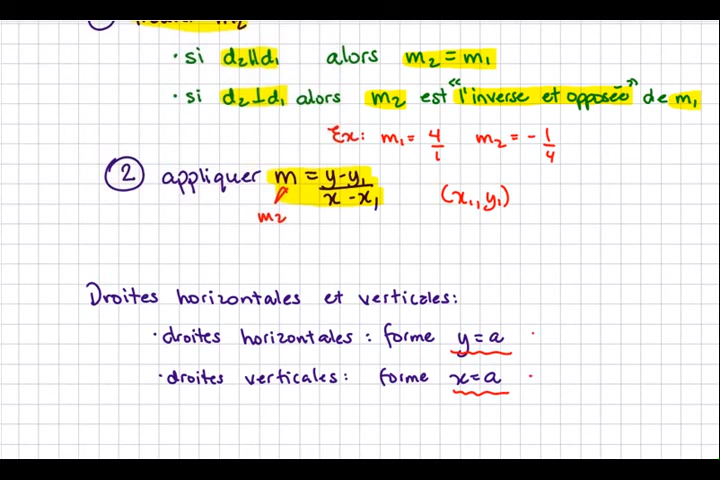 · si d2 // d1 alors m2 = m1
· si d2 ⊥ d1 alors m2 est "l'inverse et opposée" de m1
Ex: m1 = 4/1 m2 = - 1/4
② appliquer m = y-y1 / x-x1 (x1, y1)
m2
Droites horizontales et verticales:
· droites horizontales : forme y=a
· droites verticales : forme x=a